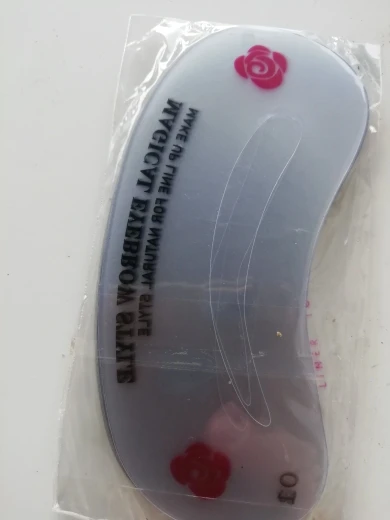 MAGICAL EYEBROW STYLE
MAKE UP LINE FOR NATURAL STYLE
01